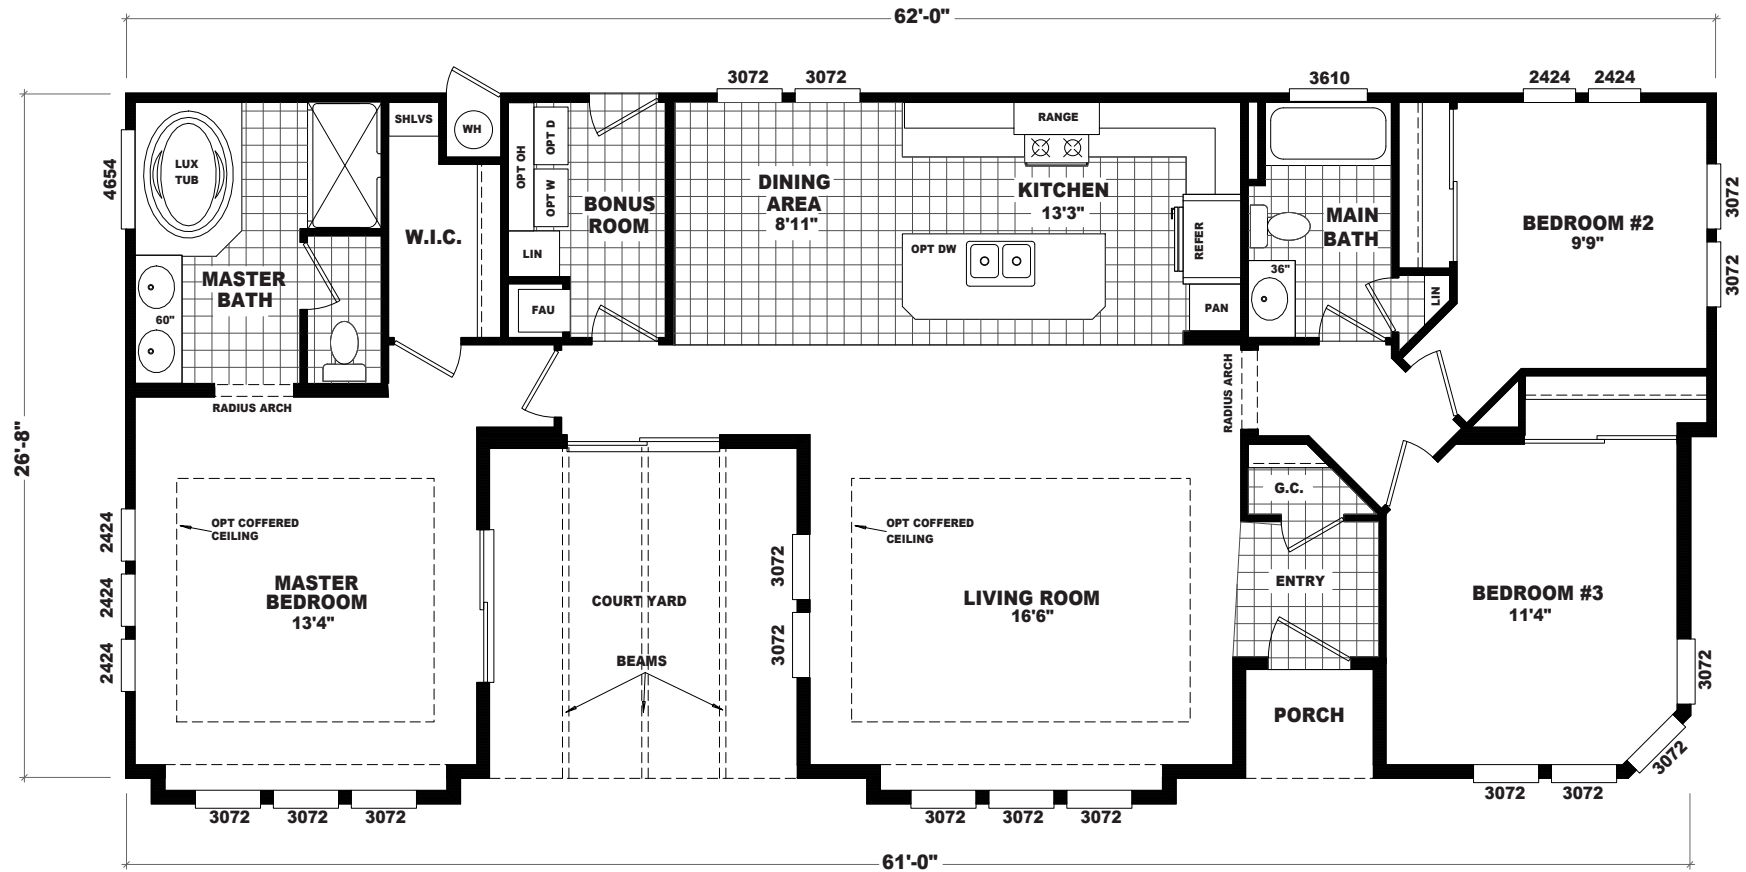 62'-0"
3072
3072
3610
2424
2424
SHLVS
WH
OPT OH
OPT D
OPT W
RANGE
LUX
TUB
4654
DINING
AREA
8'11"
KITCHEN
13'3"
BONUS
ROOM
W.I.C.
LIN
FAU
OPT DW
REFER
PAN
MAIN
BATH
36"
LIN
BEDROOM #2
9'9"
3072
3072
MASTER
BATH
60"
RADIUS ARCH
RADIUS ARCH
26'-8"
G.C.
OPT COFFERED
CEILING
OPT COFFERED
CEILING
2424
2424
2424
MASTER
BEDROOM
13'4"
COURT YARD
BEAMS
3072
3072
LIVING ROOM
16'6"
ENTRY
BEDROOM #3
11'4"
PORCH
3072
3072
3072
3072
3072
3072
3072
3072
3072
3072
61'-0"